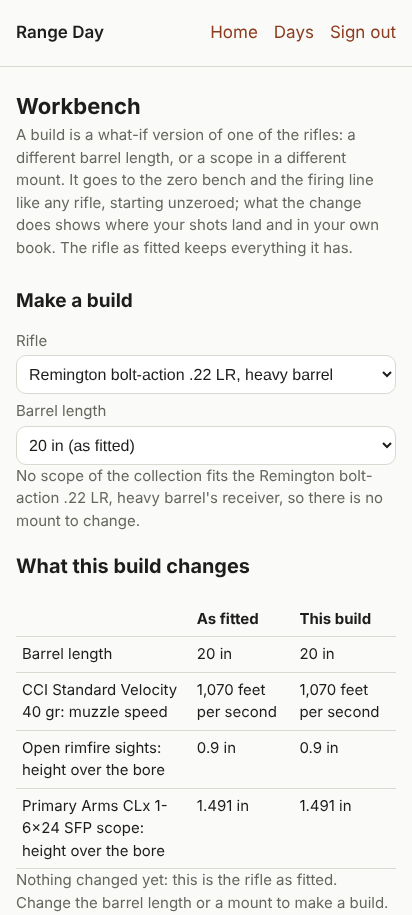 Range Day
Home Days Sign out
Workbench
A build is a what-if version of one of the rifles: a
different barrel length, or a scope in a different
mount. It goes to the zero bench and the firing line
like any rifle, starting unzeroed; what the change
does shows where your shots land and in your own
book. The rifle as fitted keeps everything it has.
Make a build
Rifle
Remington bolt-action .22 LR, heavy barrel
Barrel length
20 in (as fitted)
No scope of the collection fits the Remington bolt-
action .22 LR, heavy barrel's receiver, so there is no
mount to change.
What this build changes
As fitted This build
Barrel length 20 in 20 in
CCI Standard Velocity 1,070 feet 1,070 feet
40 gr: muzzle speed per second per second
Open rimfire sights: 0.9 in 0.9 in
height over the bore
Primary Arms CLx 1- 1.491 in 1.491 in
6×24 SFP scope:
height over the bore
Nothing changed yet: this is the rifle as fitted.
Change the barrel length or a mount to make a build.